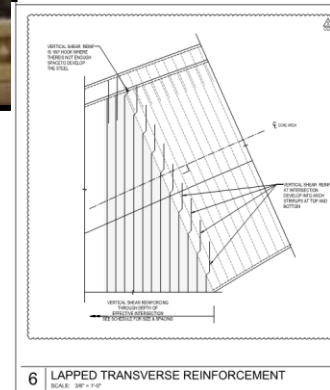 VERTICAL SHEAR REINF
IS 180° HOOK WHERE
THERE IS NOT ENOUGH
SPACE TO DEVELOP
THE STEEL
CONC ARCH
VERTICAL SHEAR REINF
AT INTERSECTION
DEVELOP INTO ARCH
STIRRUPS AT TOP AND
BOTTOM
VERTICAL SHEAR REINFORCING
THROUGH DEPTH OF
EFFECTIVE INTERSECTION
SEE SCHEDULE FOR SIZE & SPACING
6 LAPPED TRANSVERSE REINFORCEMENT
SCALE: 3/8" = 1'-0"